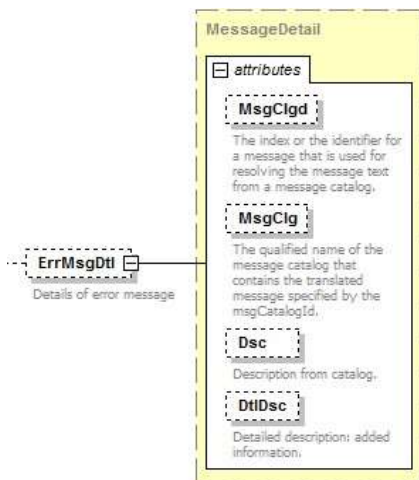 MessageDetail
attributes
MsgClgd
The index or the identifier for
a message that is used for
resolving the message text
from a message catalog.
MsgClg
The qualified name of the
message catalog that
contains the translated
message specified by the
msgCatalogId.
ErrMsgDtl
Details of error message
Dsc
Description from catalog.
DtlDsc
Detailed description: added
information.